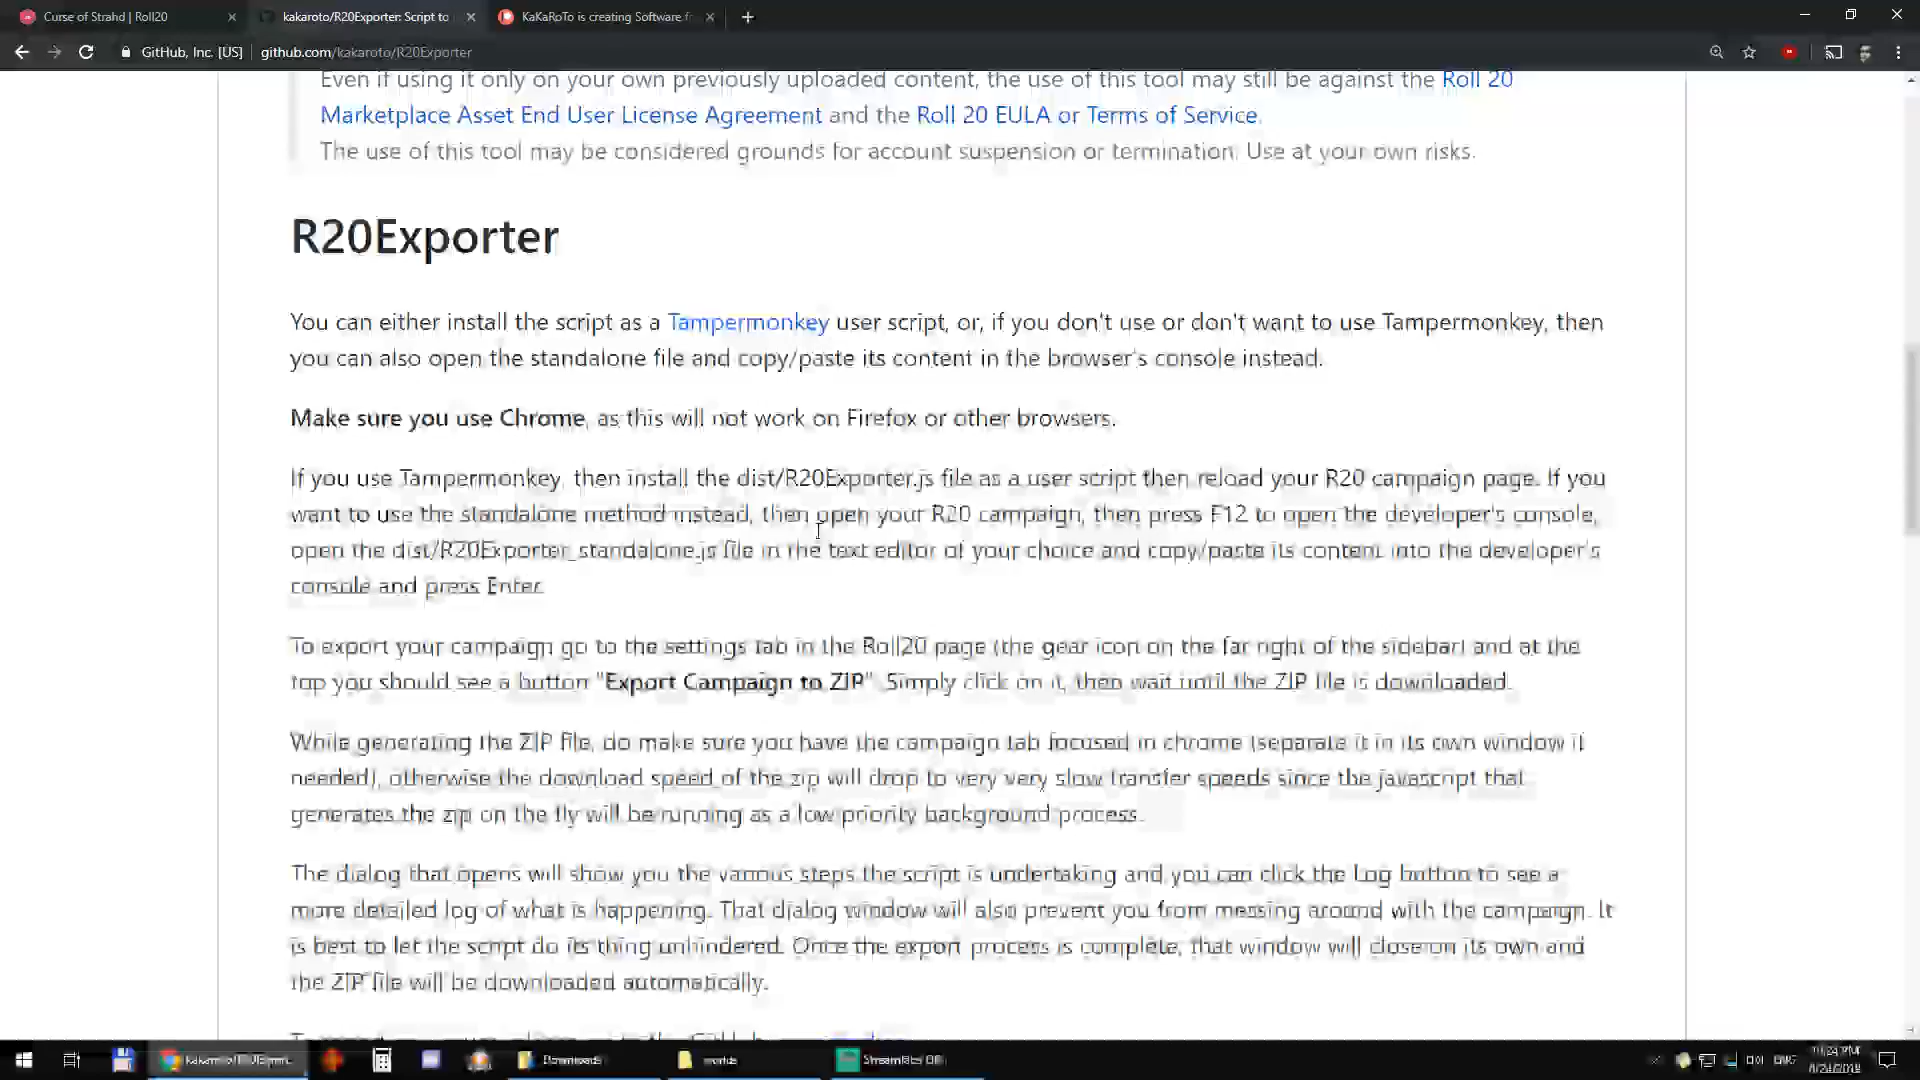 Curse of Strahd | Roll20
kakaroto/R20Exporter: Script to
KaKaRoTo is creating Software f
GitHub, Inc. [US]
github.com/kakaroto/R20Exporter
Even if using it only on your own previously uploaded content, the use of this tool may still be against the Roll 20
Marketplace Asset End User License Agreement and the Roll 20 EULA or Terms of Service.
The use of this tool may be considered grounds for account suspension or termination. Use at your own risks.
R20Exporter
You can either install the script as a Tampermonkey user script, or, if you don't use or don't want to use Tampermonkey, then
you can also open the standalone file and copy/paste its content in the browser's console instead.
Make sure you use Chrome, as this will not work on Firefox or other browsers.
If you use Tampermonkey, then install the dist/R20Exporter.js file as a user script then reload your R20 campaign page. If you
want to use the standalone method instead, then open your R20 campaign, then press F12 to open the developer's console,
open the dist/R20Exporter_standalone.js file in the text editor of your choice and copy/paste its content into the developer's
console and press Enter.
To export your campaign go to the settings tab in the Roll20 page (the gear icon on the far right of the sidebar) and at the
top you should see a button "Export Campaign to ZIP". Simply click on it, then wait until the ZIP file is downloaded.
While generating the ZIP file, do make sure you have the campaign tab focused in chrome (separate it in its own window if
needed), otherwise the download speed of the zip will drop to very very slow transfer speeds since the javascript that
generates the zip on the fly will be running as a low priority background process.
The dialog that opens will show you the various steps the script is undertaking and you can click the Log button to see a
more detailed log of what is happening. That dialog window will also prevent you from messing around with the campaign. It
is best to let the script do its thing unhindered. Once the export process is complete, that window will close on its own and
the ZIP file will be downloaded automatically.
Downloads
worlds
Streamlabs OB